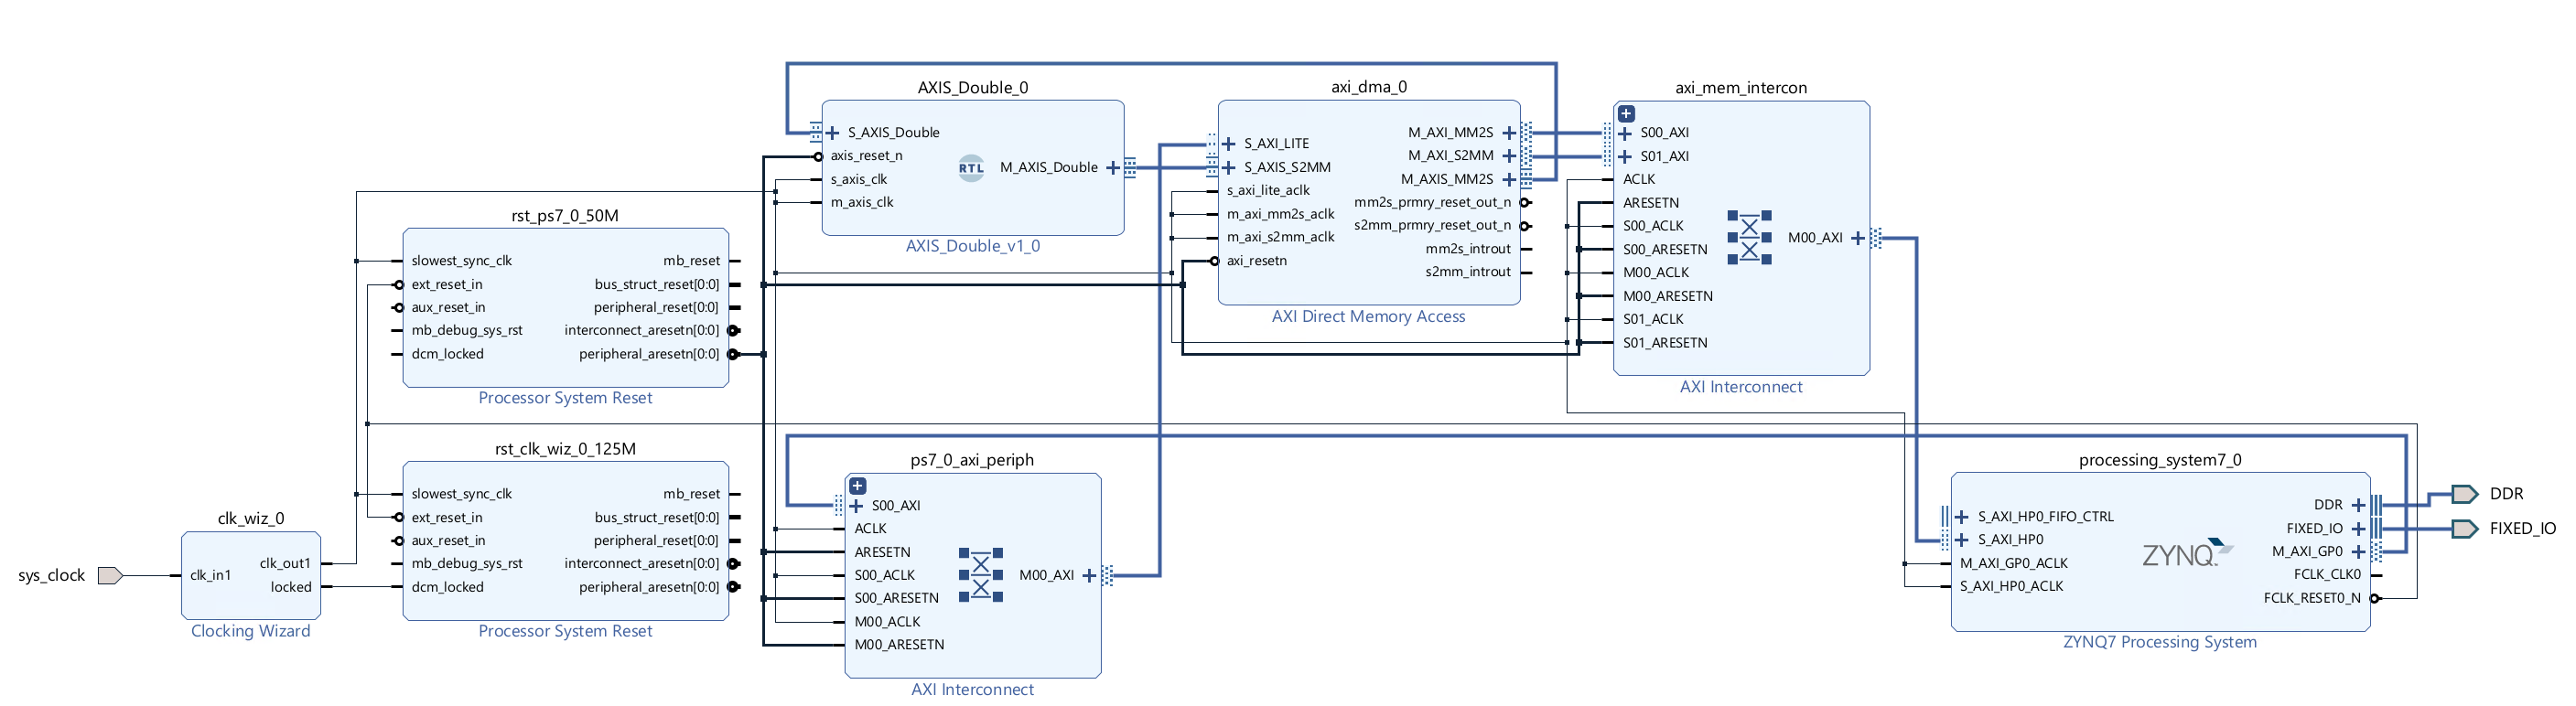 AXIS_Double_0
S_AXIS_Double
axis_reset_n
s_axis_clk
m_axis_clk
RTL
M_AXIS_Double
AXIS_Double_v1_0
axi_dma_0
S_AXI_LITE
S_AXIS_S2MM
s_axi_lite_aclk
m_axi_mm2s_aclk
m_axi_s2mm_aclk
axi_resetn
M_AXI_MM2S
M_AXI_S2MM
M_AXIS_MM2S
mm2s_prmry_reset_out_n
s2mm_prmry_reset_out_n
mm2s_introut
s2mm_introut
AXI Direct Memory Access
axi_mem_intercon
S00_AXI
S01_AXI
ACLK
ARESETN
S00_ACLK
S00_ARESETN
M00_ACLK
M00_ARESETN
S01_ACLK
S01_ARESETN
M00_AXI
AXI Interconnect
rst_ps7_0_50M
slowest_sync_clk
ext_reset_in
aux_reset_in
mb_debug_sys_rst
dcm_locked
mb_reset
bus_struct_reset[0:0]
peripheral_reset[0:0]
interconnect_aresetn[0:0]
peripheral_aresetn[0:0]
Processor System Reset
sys_clock
clk_wiz_0
clk_in1
clk_out1
locked
Clocking Wizard
rst_clk_wiz_0_125M
slowest_sync_clk
ext_reset_in
aux_reset_in
mb_debug_sys_rst
dcm_locked
mb_reset
bus_struct_reset[0:0]
peripheral_reset[0:0]
interconnect_aresetn[0:0]
peripheral_aresetn[0:0]
Processor System Reset
ps7_0_axi_periph
S00_AXI
ACLK
ARESETN
S00_ACLK
S00_ARESETN
M00_ACLK
M00_ARESETN
M00_AXI
AXI Interconnect
processing_system7_0
S_AXI_HP0_FIFO_CTRL
S_AXI_HP0
M_AXI_GP0_ACLK
S_AXI_HP0_ACLK
ZYNQ
DDR
FIXED_IO
M_AXI_GP0
FCLK_CLK0
FCLK_RESET0_N
ZYNQ7 Processing System
DDR
FIXED_IO